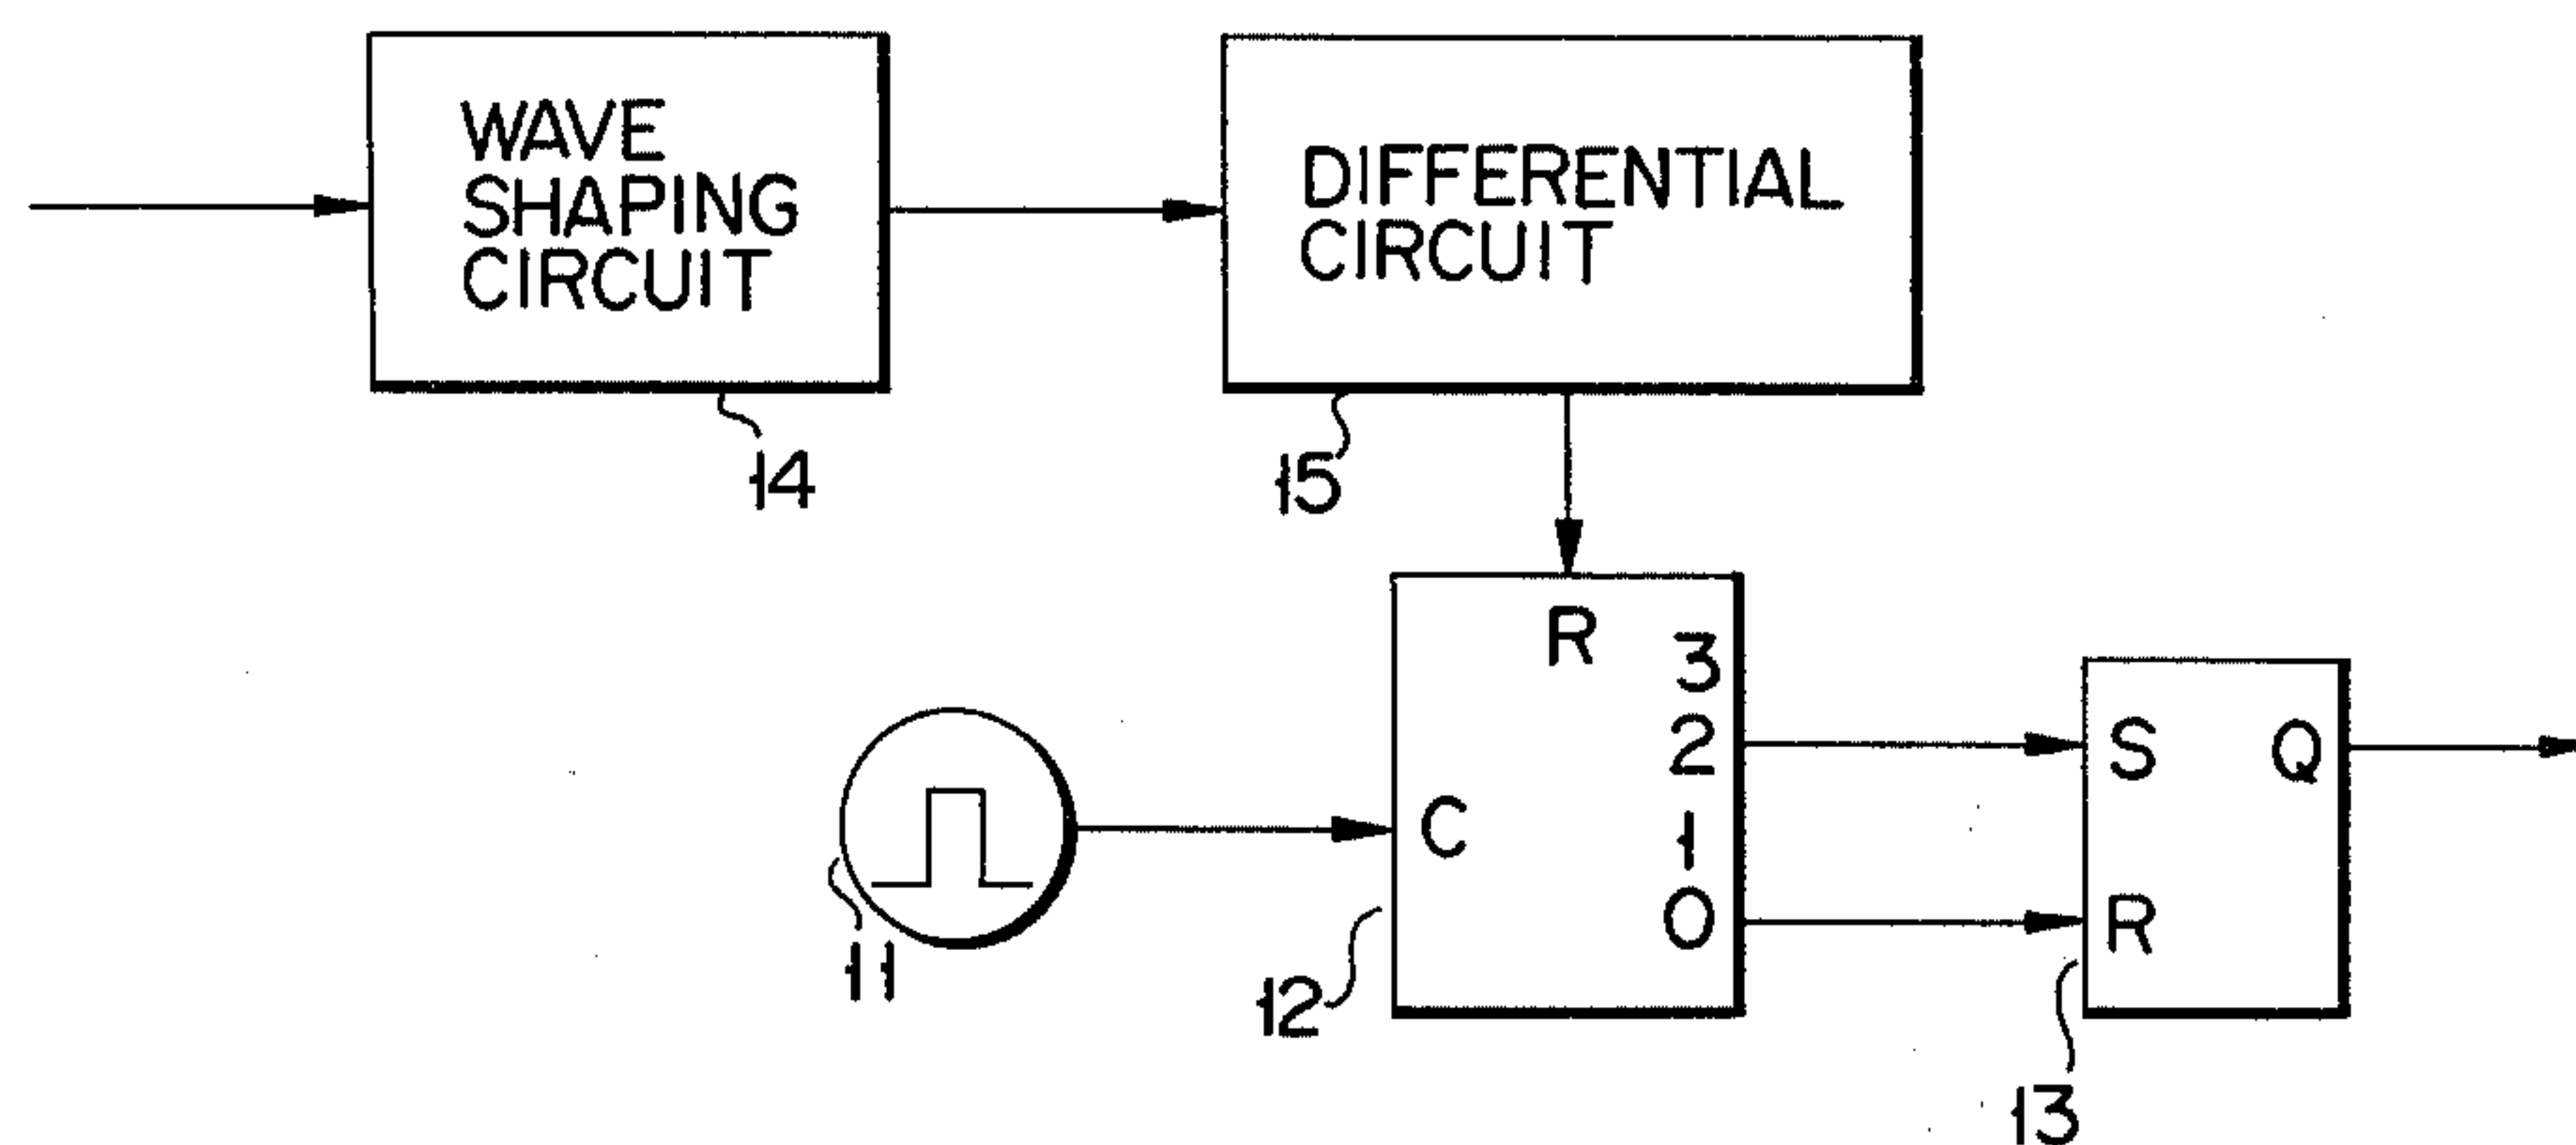 WAVE
SHAPING
CIRCUIT
DIFFERENTIAL
CIRCUIT
14
15
R
3
2
1
0
C
S
Q
R
11
12
13